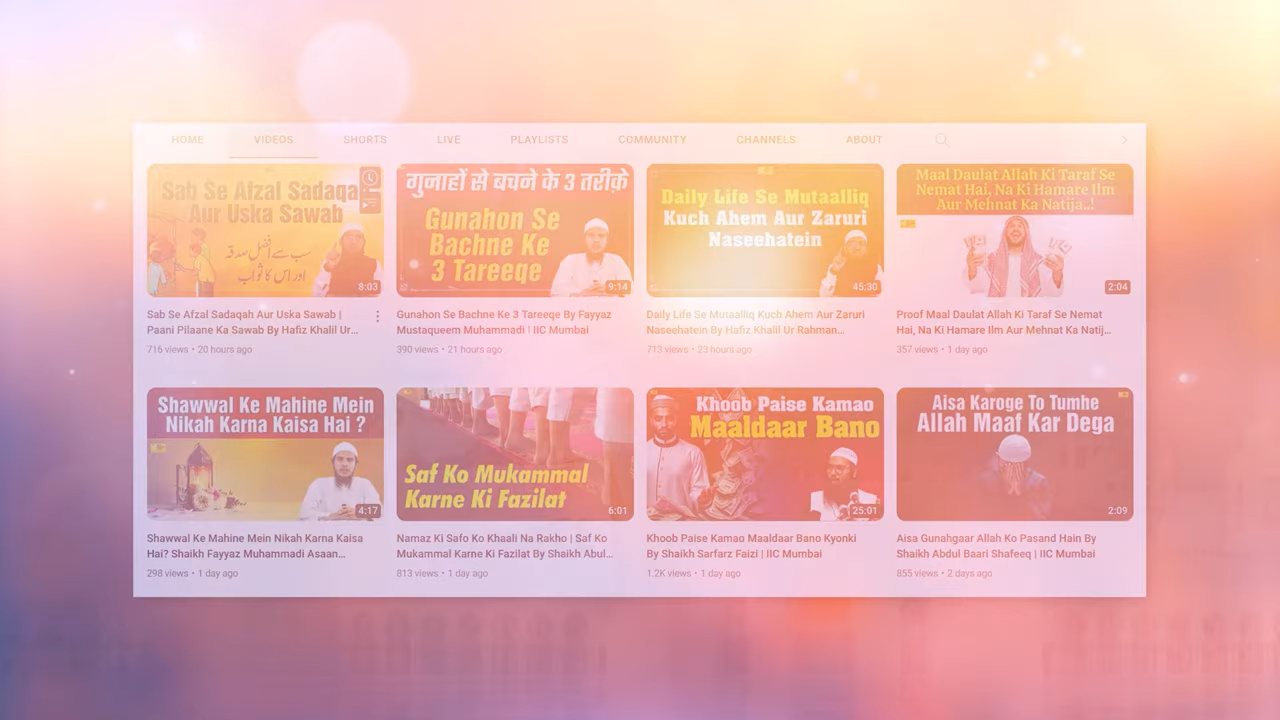 HOME VIDEOS SHORTS LIVE PLAYLISTS COMMUNITY CHANNELS ABOUT
Sab Se Afzal Sadaqa
Aur Uska Sawab
سب سے افضل صدقہ
اور اس کا ثواب
8:03
गुनाहों से बचने के 3 तरीक़े
Gunahon Se
Bachne Ke
3 Tareeqe
9:14
Daily Life Se Mutaalliq
Kuch Ahem Aur Zaruri
Naseehatein
45:30
Maal Daulat Allah Ki Taraf Se
Nemat Hai, Na Ki Hamare Ilm
Aur Mehnat Ka Natija..!
2:04
Sab Se Afzal Sadaqah Aur Uska Sawab |
Paani Pilaane Ka Sawab By Hafiz Khalil Ur...
716 views • 20 hours ago
Gunahon Se Bachne Ke 3 Tareeqe By Fayyaz
Mustaqeem Muhammadi | IIC Mumbai
390 views • 21 hours ago
Daily Life Se Mutaalliq Kuch Ahem Aur Zaruri
Naseehatein By Hafiz Khalil Ur Rahman...
713 views • 23 hours ago
Proof Maal Daulat Allah Ki Taraf Se Nemat
Hai, Na Ki Hamare Ilm Aur Mehnat Ka Natij...
357 views • 1 day ago
Shawwal Ke Mahine Mein
Nikah Karna Kaisa Hai ?
4:17
Saf Ko Mukammal
Karne Ki Fazilat
6:01
Khoob Paise Kamao
Maaldaar Bano
25:01
Aisa Karoge To Tumhe
Allah Maaf Kar Dega
2:09
Shawwal Ke Mahine Mein Nikah Karna Kaisa
Hai? Shaikh Fayyaz Muhammadi Asaan...
298 views • 1 day ago
Namaz Ki Safo Ko Khaali Na Rakho | Saf Ko
Mukammal Karne Ki Fazilat By Shaikh Abul...
813 views • 1 day ago
Khoob Paise Kamao Maaldaar Bano Kyonki
By Shaikh Sarfarz Faizi | IIC Mumbai
1.2K views • 1 day ago
Aisa Gunahgaar Allah Ko Pasand Hain By
Shaikh Abdul Baari Shafeeq | IIC Mumbai
855 views • 2 days ago